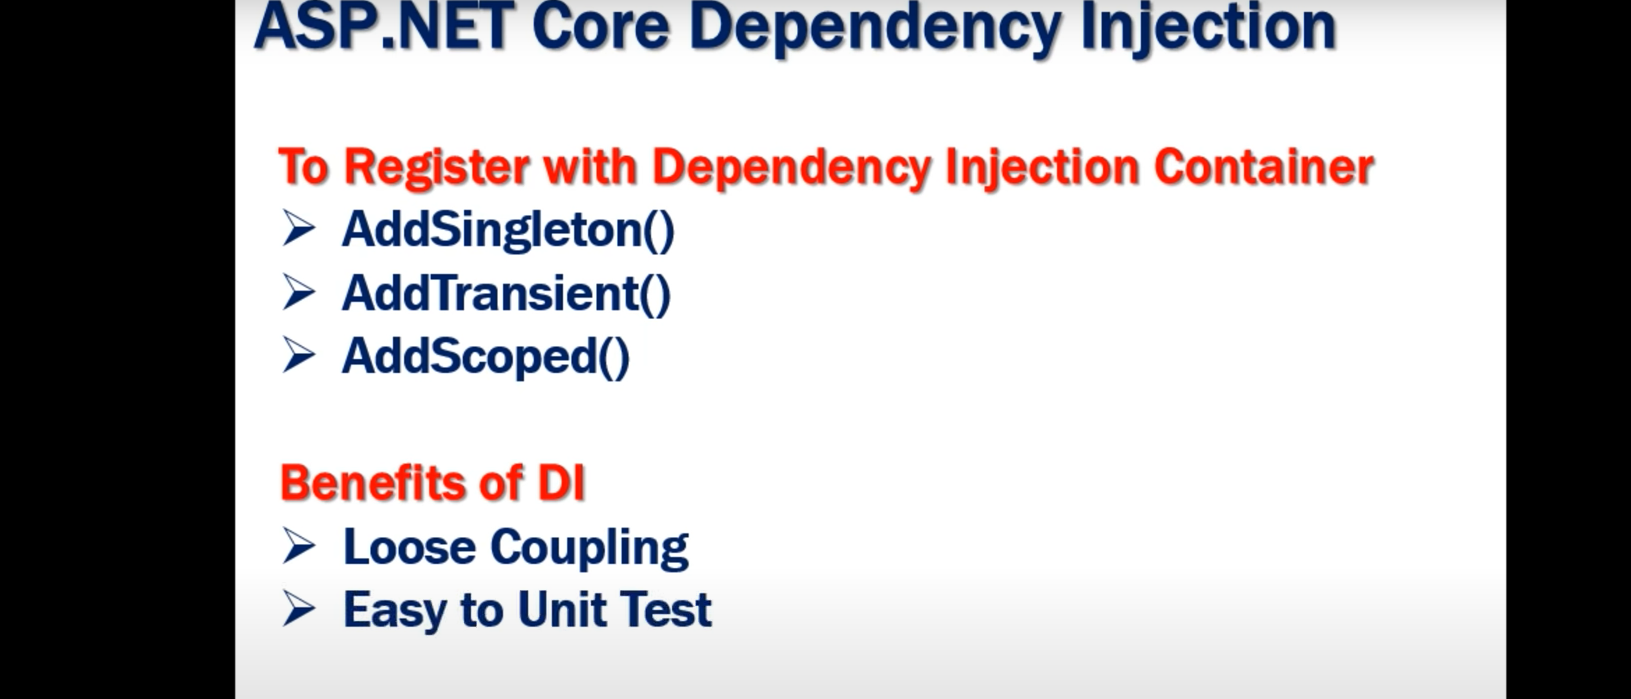 ASP.NET Core Dependency Injection
To Register with Dependency Injection Container
➢ AddSingleton()
➢ AddTransient()
➢ AddScoped()
Benefits of DI
➢ Loose Coupling
➢ Easy to Unit Test